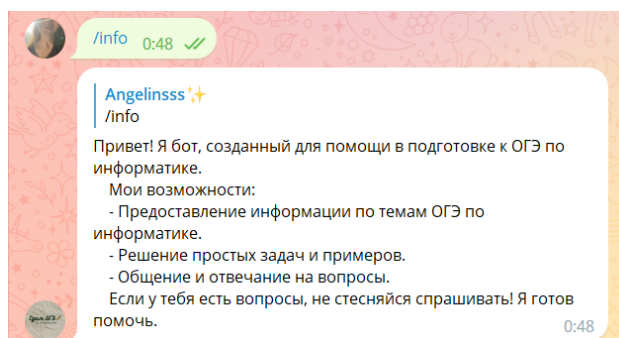 /info 0:48
Angelinsss✨
/info
Привет! Я бот, созданный для помощи в подготовке к ОГЭ по
информатике.
Мои возможности:
- Предоставление информации по темам ОГЭ по
информатике.
- Решение простых задач и примеров.
- Общение и отвечание на вопросы.
Если у тебя есть вопросы, не стесняйся спрашивать! Я готов
помочь. 0:48